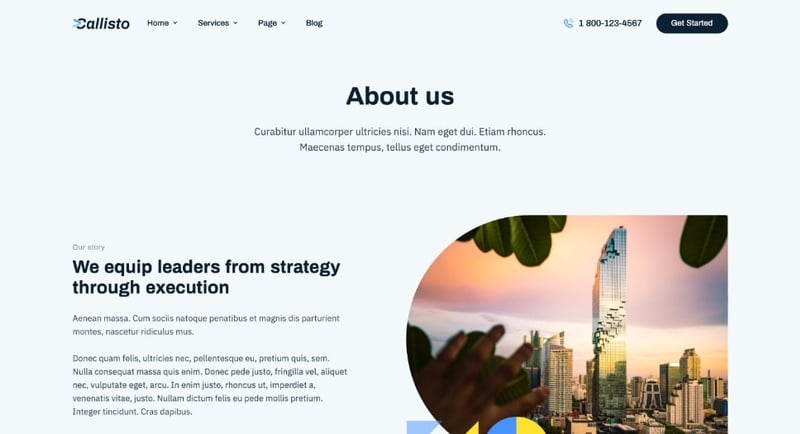 Callisto Home Services Page Blog 1 800-123-4567 Get Started
About us
Curabitur ullamcorper ultricies nisi. Nam eget dui. Etiam rhoncus.
Maecenas tempus, tellus eget condimentum.
Our story
We equip leaders from strategy
through execution
Aenean massa. Cum sociis natoque penatibus et magnis dis parturient
montes, nascetur ridiculus mus.
Donec quam felis, ultricies nec, pellentesque eu, pretium quis, sem.
Nulla consequat massa quis enim. Donec pede justo, fringilla vel, aliquet
nec, vulputate eget, arcu. In enim justo, rhoncus ut, imperdiet a,
venenatis vitae, justo. Nullam dictum felis eu pede mollis pretium.
Integer tincidunt. Cras dapibus.